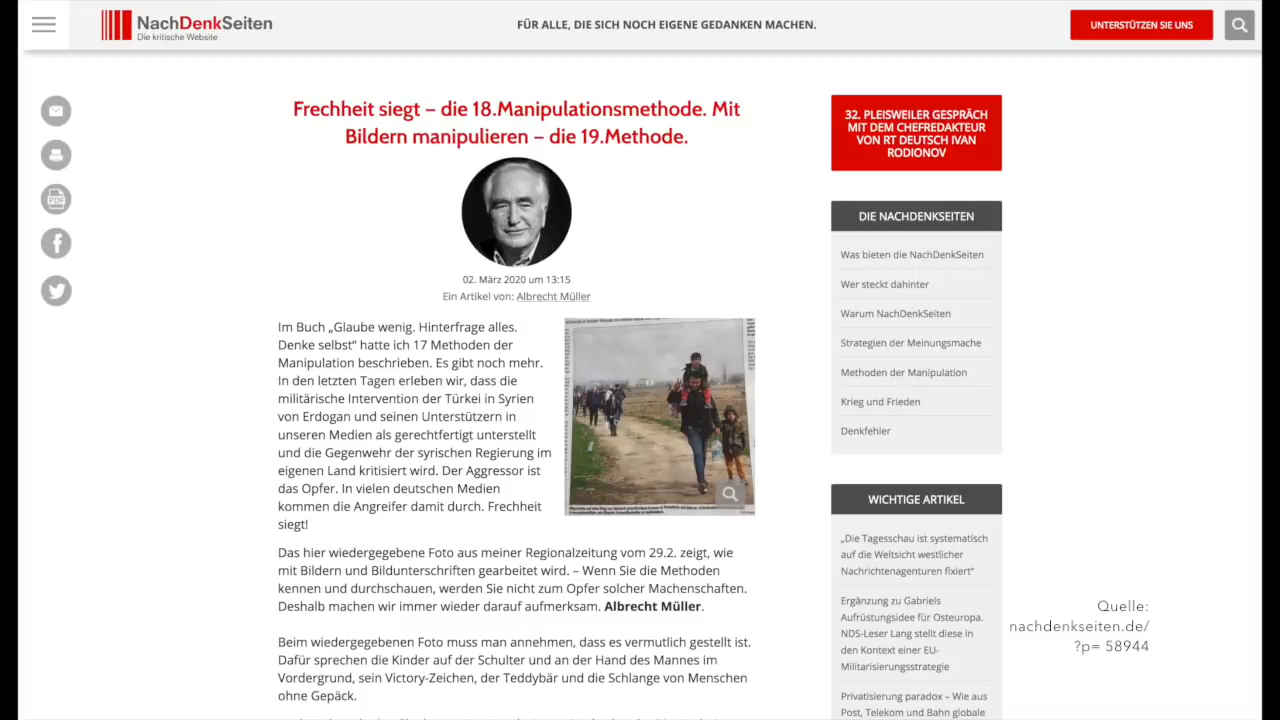 NachDenkSeiten
Die kritische Website
FÜR ALLE, DIE SICH NOCH EIGENE GEDANKEN MACHEN.
UNTERSTÜTZEN SIE UNS
PDF
Frechheit siegt – die 18.Manipulationsmethode. Mit
Bildern manipulieren – die 19.Methode.
02. März 2020 um 13:15
Ein Artikel von: Albrecht Müller
Im Buch „Glaube wenig. Hinterfrage alles.
Denke selbst“ hatte ich 17 Methoden der
Manipulation beschrieben. Es gibt noch mehr.
In den letzten Tagen erleben wir, dass die
militärische Intervention der Türkei in Syrien
von Erdogan und seinen Unterstützern in
unseren Medien als gerechtfertigt unterstellt
und die Gegenwehr der syrischen Regierung im
eigenen Land kritisiert wird. Der Aggressor ist
das Opfer. In vielen deutschen Medien
kommen die Angreifer damit durch. Frechheit
siegt!
Das hier wiedergegebene Foto aus meiner Regionalzeitung vom 29.2. zeigt, wie
mit Bildern und Bildunterschriften gearbeitet wird. – Wenn Sie die Methoden
kennen und durchschauen, werden Sie nicht zum Opfer solcher Machenschaften.
Deshalb machen wir immer wieder darauf aufmerksam. Albrecht Müller.
Beim wiedergegebenen Foto muss man annehmen, dass es vermutlich gestellt ist.
Dafür sprechen die Kinder auf der Schulter und an der Hand des Mannes im
Vordergrund, sein Victory-Zeichen, der Teddybär und die Schlange von Menschen
ohne Gepäck.
32. PLEISWEILER GESPRÄCH
MIT DEM CHEFREDAKTEUR
VON RT DEUTSCH IVAN
RODIONOV
DIE NACHDENKSEITEN
Was bieten die NachDenkSeiten
Wer steckt dahinter
Warum NachDenkSeiten
Strategien der Meinungsmache
Methoden der Manipulation
Krieg und Frieden
Denkfehler
WICHTIGE ARTIKEL
„Die Tagesschau ist systematisch
auf die Weltsicht westlicher
Nachrichtenagenturen fixiert“
Ergänzung zu Gabriels
Aufrüstungsidee für Osteuropa.
NDS-Leser Lang stellt diese in
den Kontext einer EU-
Militarisierungsstrategie
Privatisierung paradox – Wie aus
Post, Telekom und Bahn globale
Quelle:
nachdenkseiten.de/
?p= 58944